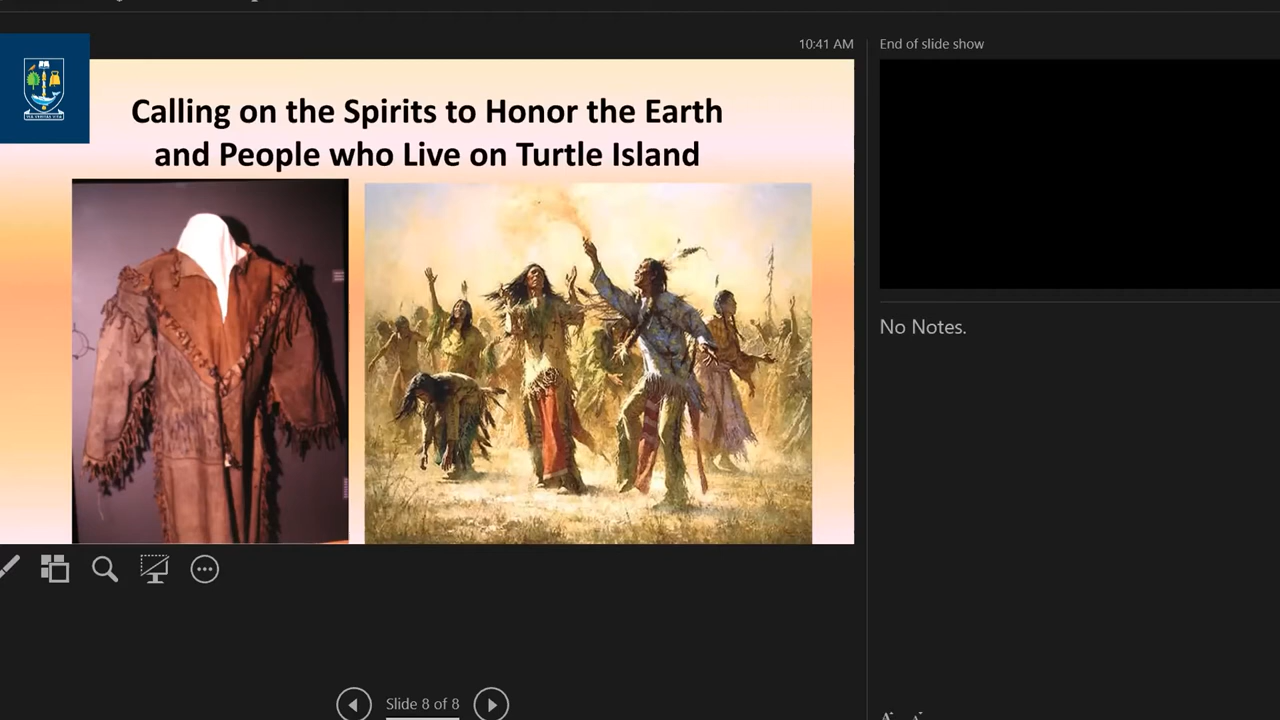 10:41 AM
End of slide show
Calling on the Spirits to Honor the Earth
and People who Live on Turtle Island
No Notes.
Slide 8 of 8